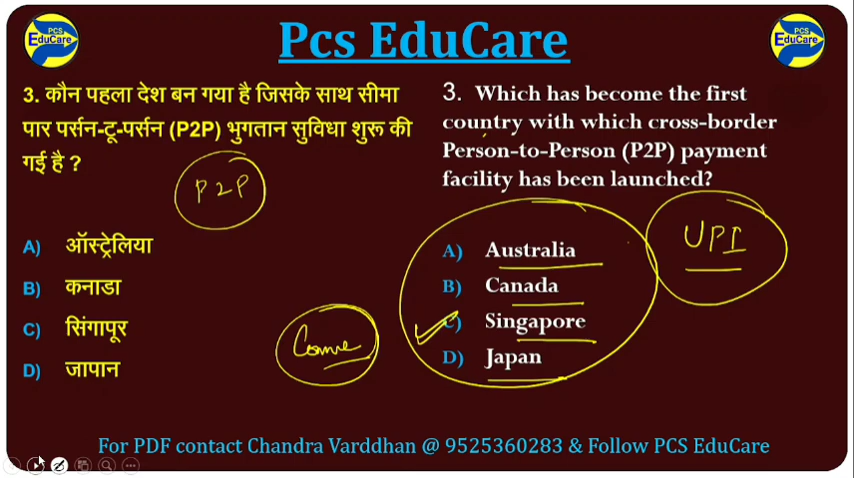 PCS
EduCare
Pcs EduCare
PCS
EduCare
3. कौन पहला देश बन गया है जिसके साथ सीमा
पार पर्सन-टू-पर्सन (P2P) भुगतान सुविधा शुरू की
गई है ?
P2P
A) ऑस्ट्रेलिया
B) कनाडा
C) सिंगापूर
D) जापान
3. Which has become the first
country with which cross-border
Person-to-Person (P2P) payment
facility has been launched?
UPI
A) Australia
B) Canada
C) Singapore
D) Japan
For PDF contact Chandra Varddhan @ 9525360283 & Follow PCS EduCare